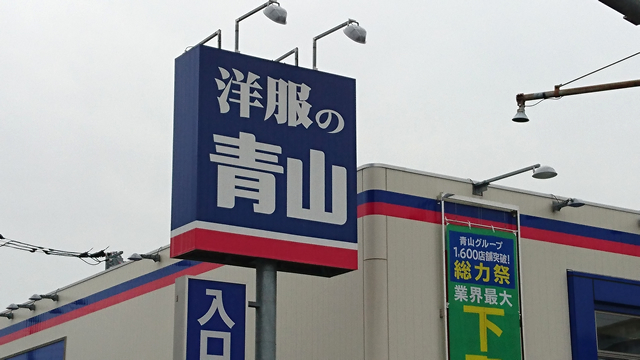 洋服の
青山
入口
青山グループ
1,600店舗突破!
総力祭
業界最大
下